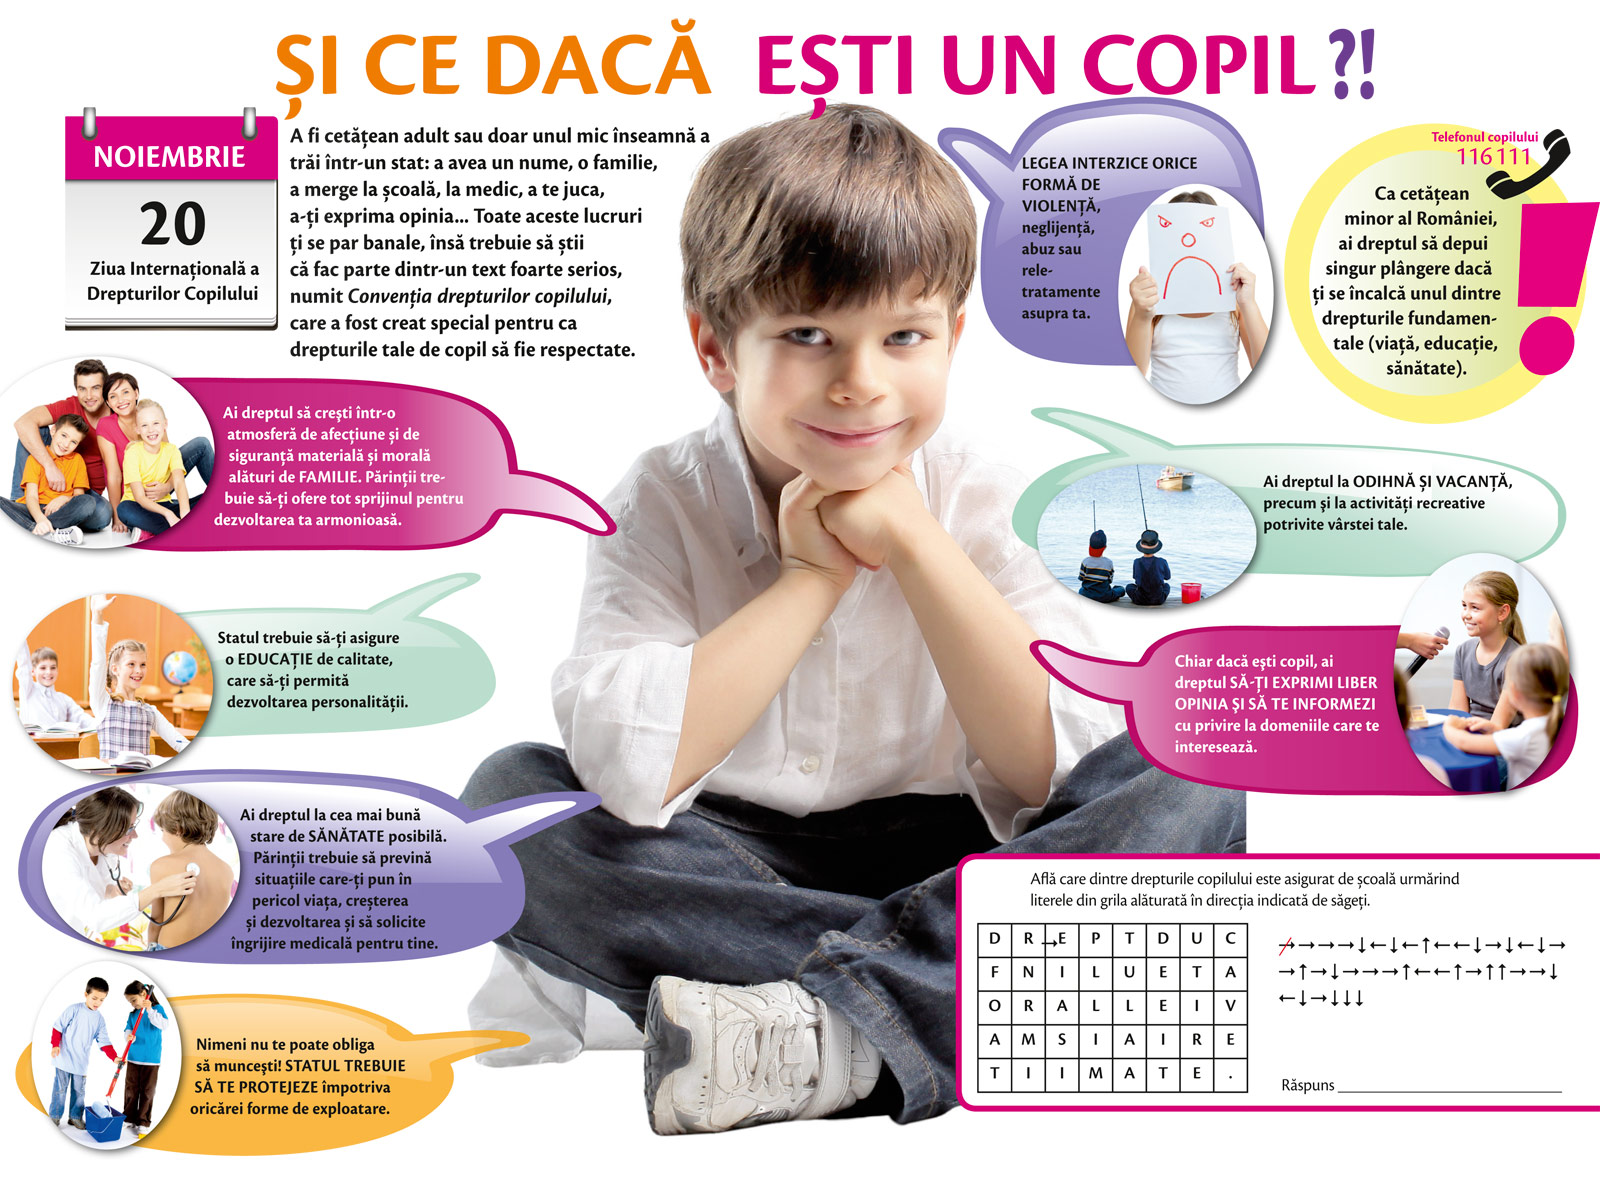 ȘI CE DACĂ EȘTI UN COPIL?!
NOIEMBRIE
20
Ziua Internațională a
Drepturilor Copilului
A fi cetățean adult sau doar unul mic înseamnă a
trăi într-un stat: a avea un nume, o familie,
a merge la școală, la medic, a te juca,
a-ți exprima opinia... Toate aceste lucruri
ți se par banale, însă trebuie să știi
că fac parte dintr-un text foarte serios,
numit Convenția drepturilor copilului,
care a fost creat special pentru ca
drepturile tale de copil să fie respectate.
LEGEA INTERZICE ORICE
FORMĂ DE
VIOLENȚĂ,
neglijență,
abuz sau
rele-
tratamente
asupra ta.
Telefonul copilului
116 111
Ca cetățean
minor al României,
ai dreptul să depui
singur plângere dacă
ți se încalcă unul dintre
drepturile fundamen-
tale (viață, educație,
sănătate).
!
Ai dreptul să crești într-o
atmosferă de afecțiune și de
siguranță materială și morală
alături de FAMILIE. Părinții tre-
buie să-ți ofere tot sprijinul pentru
dezvoltarea ta armonioasă.
Ai dreptul la ODIHNĂ ȘI VACANȚĂ,
precum și la activități recreative
potrivite vârstei tale.
Statul trebuie să-ți asigure
o EDUCAȚIE de calitate,
care să-ți permită
dezvoltarea personalității.
Chiar dacă ești copil, ai
dreptul SĂ-ȚI EXPRIMI LIBER
OPINIA ȘI SĂ TE INFORMEZI
cu privire la domeniile care te
interesează.
Ai dreptul la cea mai bună
stare de SĂNĂTATE posibilă.
Părinții trebuie să prevină
situațiile care-ți pun în
pericol viața, creșterea
și dezvoltarea și să solicite
îngrijire medicală pentru tine.
Nimeni nu te poate obliga
să muncești! STATUL TREBUIE
SĂ TE PROTEJEZE împotriva
oricărei forme de exploatare.
Află care dintre drepturile copilului este asigurat de școală urmărind
literele din grila alăturată în direcția indicată de săgeți.
D R →E P T D U C
F N I L U E T A
O R A L L E I V
A M S I A I R E
T I I M A T E .
→→→→↓←↓←↑←←↓→↓←↓→
→↑→↓→→→↑←←↑→↑↑→→↓
←↓→↓↓↓
Răspuns